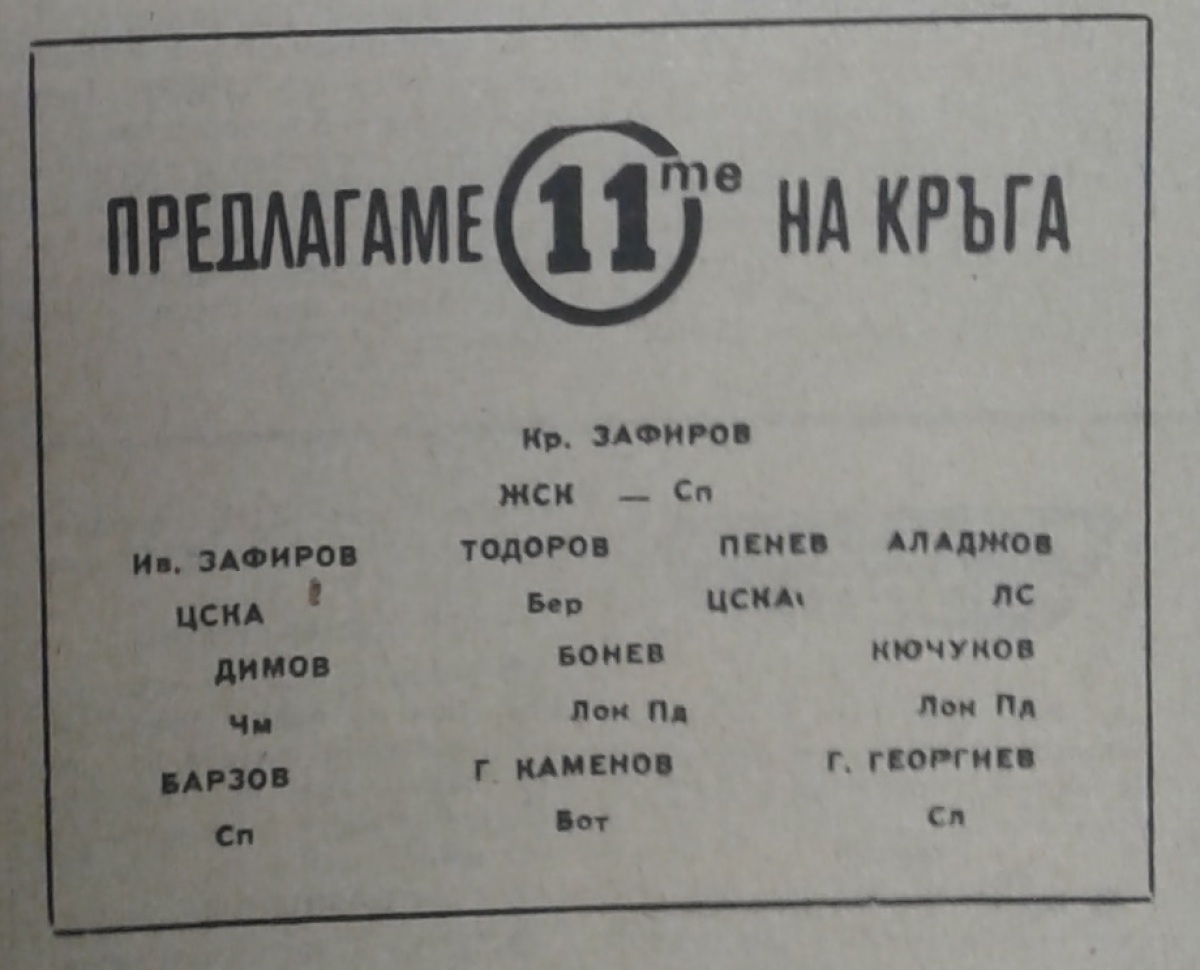 ПРЕДЛАГАМЕ 11те НА КРЪГА
Кр. ЗАФИРОВ
ЖСК — Сп
Ив. ЗАФИРОВ ТОДОРОВ ПЕНЕВ АЛАДЖОВ
ЦСКА Бер ЦСКА ЛС
ДИМОВ БОНЕВ КЮЧУКОВ
Чм Лок Пд Лок Пд
БАРЗОВ Г. КАМЕНОВ Г. ГЕОРГИЕВ
Сп Бот Сл